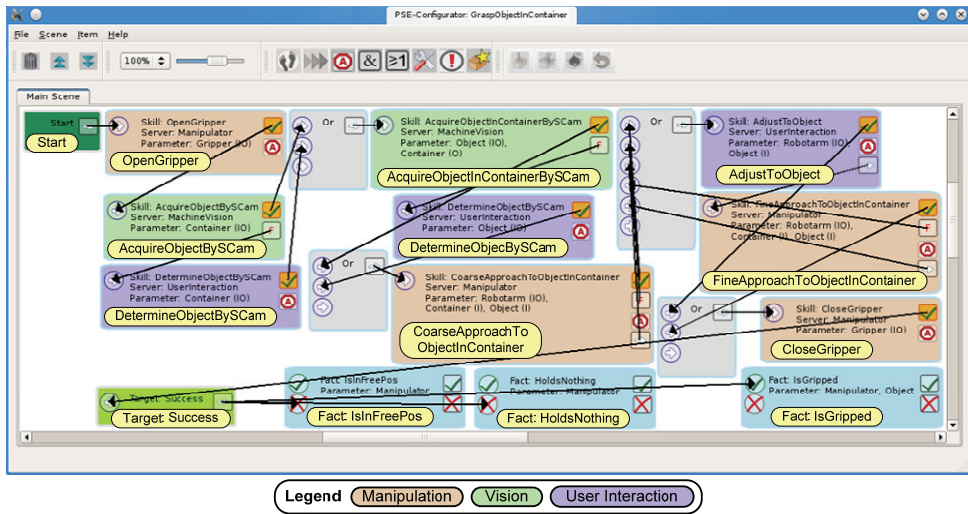 PSE-Configurator: GraspObjectInContainer
File Scene Item Help
100%
& ≥1
Main Scene
Start
Start
Skill: OpenGripper
Server: Manipulator
Parameter: Gripper (IO)
OpenGripper
Or
Skill: AcquireObjectInContainerBySCam
Server: MachineVision
Parameter: Object (IO),
Container (O)
F
AcquireObjectInContainerBySCam
Or
Skill: AdjustToObject
Server: UserInteraction
Parameter: Robotarm (IO),
Object (I)
AdjustToObject
Skill: AcquireObjectBySCam
Server: MachineVision
Parameter: Container (IO)
F
AcquireObjectBySCam
Skill: DetermineObjectBySCam
Server: UserInteraction
Parameter: Object (IO)
DetermineObjecBySCam
Skill: FineApproachToObjectInContainer
Server: Manipulator
Parameter: Robotarm (IO),
Container (I), Object (I)
F
FineApproachToObjectInContainer
Skill: DetermineObjectBySCam
Server: UserInteraction
Parameter: Container (IO)
DetermineObjectBySCam
Or
Skill: CoarseApproachToObjectInContainer
Server: Manipulator
Parameter: Robotarm (IO),
Container (I), Object (I)
F
CoarseApproachTo
ObjectInContainer
Or
Skill: CloseGripper
Server: Manipulator
Parameter: Gripper (IO)
CloseGripper
Target: Success
Target: Success
Fact: IsInFreePos
Parameter: Manipulator
Fact: IsInFreePos
Fact: HoldsNothing
Parameter: Manipulator
Fact: HoldsNothing
Fact: IsGripped
Parameter: Manipulator, Object
Fact: IsGripped
Legend Manipulation Vision User Interaction